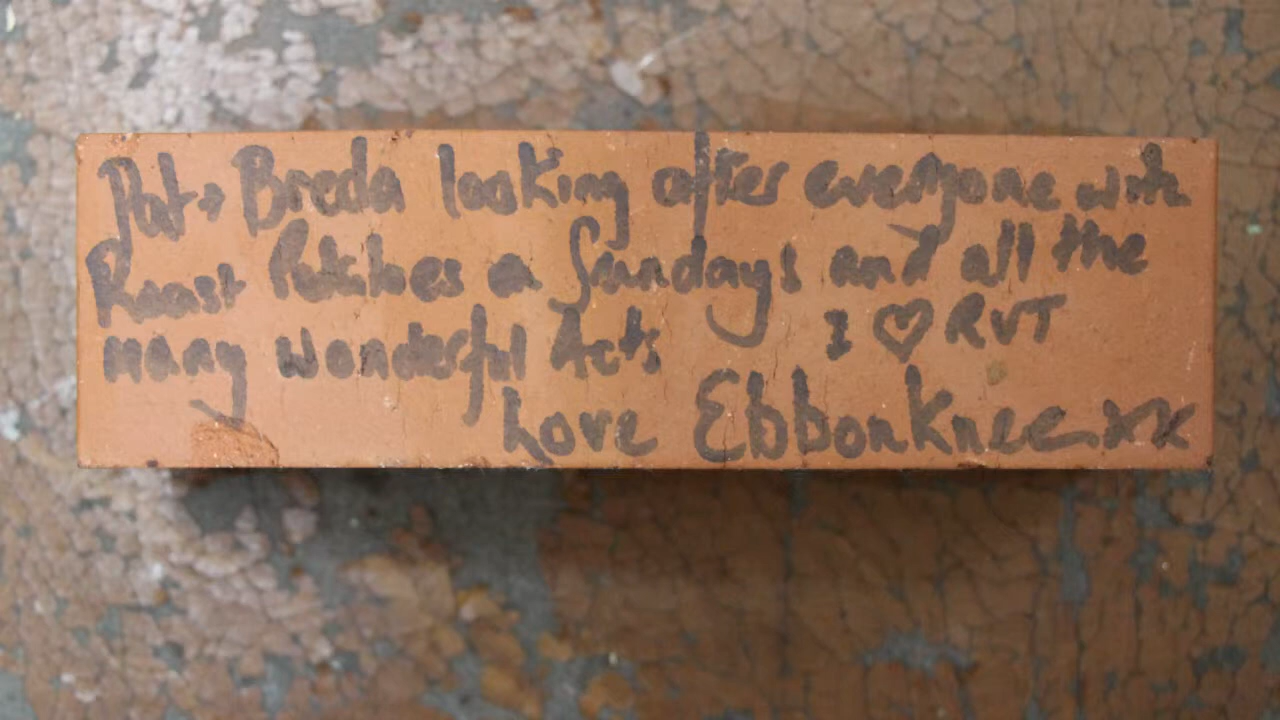 Pat + Breda looking after everyone with
Roast Potatoes on Sundays and all the
many wonderful Acts I ♡ RVT
Love Ebbonknee xx